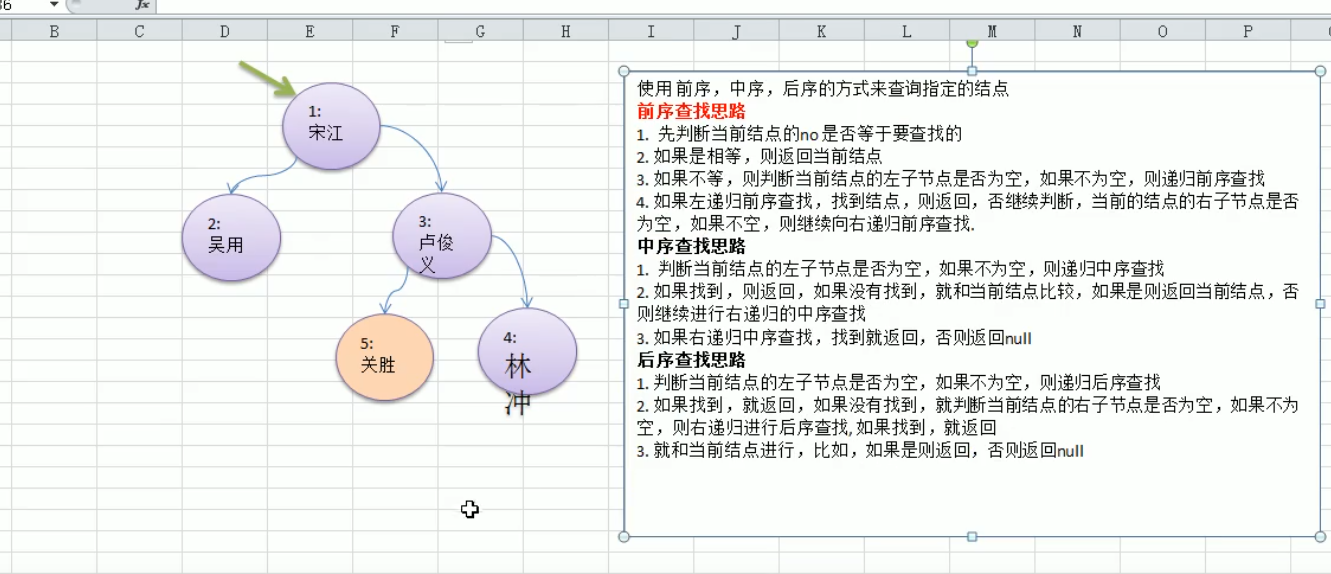 36
fx
B C D E F G H I J K L M N O P
1:
宋江
2:
吴用
3:
卢俊
义
5:
关胜
4:
林
冲
使用前序，中序，后序的方式来查询指定的结点
前序查找思路
1. 先判断当前结点的no是否等于要查找的
2. 如果是相等，则返回当前结点
3. 如果不等，则判断当前结点的左子节点是否为空，如果不为空，则递归前序查找
4. 如果左递归前序查找，找到结点，则返回，否继续判断，当前的结点的右子节点是否
为空，如果不空，则继续向右递归前序查找.
中序查找思路
1. 判断当前结点的左子节点是否为空，如果不为空，则递归中序查找
2. 如果找到，则返回，如果没有找到，就和当前结点比较，如果是则返回当前结点，否
则继续进行右递归的中序查找
3. 如果右递归中序查找，找到就返回，否则返回null
后序查找思路
1. 判断当前结点的左子节点是否为空，如果不为空，则递归后序查找
2. 如果找到，就返回，如果没有找到，就判断当前结点的右子节点是否为空，如果不为
空，则右递归进行后序查找,如果找到，就返回
3. 就和当前结点进行，比如，如果是则返回，否则返回null